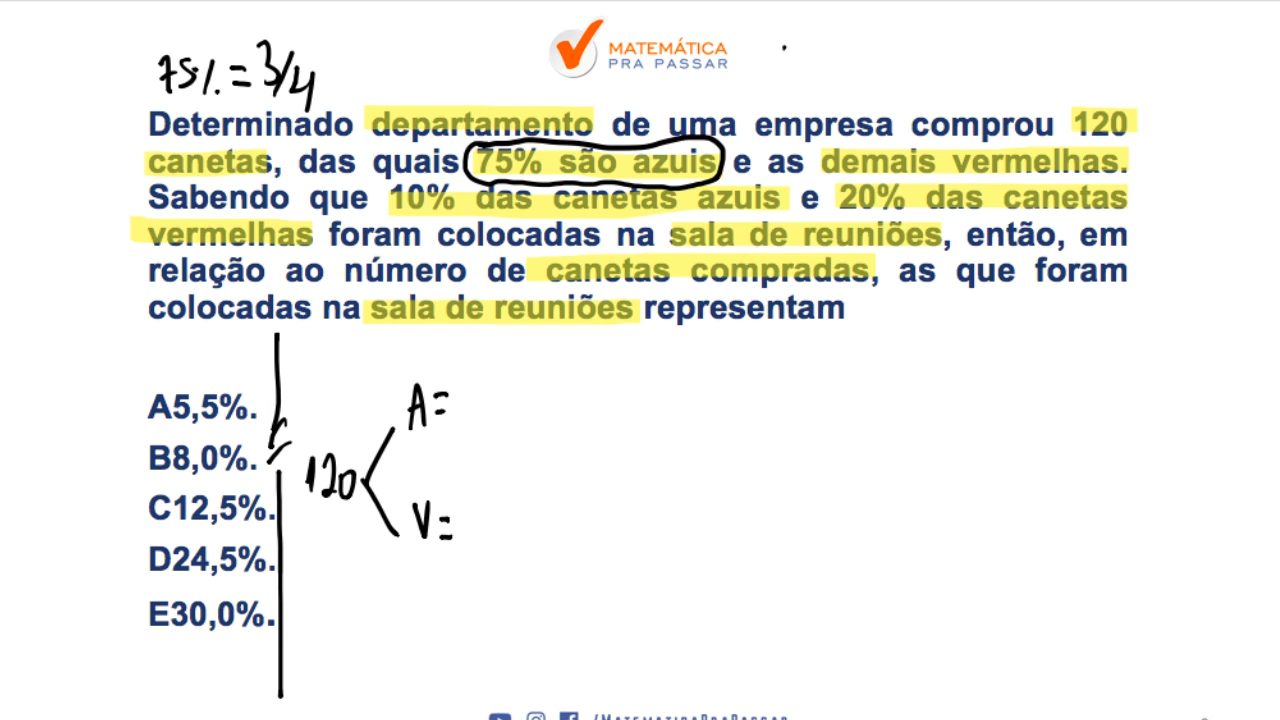 75% = 3/4
MATEMÁTICA
PRA PASSAR
Determinado departamento de uma empresa comprou 120
canetas, das quais 75% são azuis e as demais vermelhas.
Sabendo que 10% das canetas azuis e 20% das canetas
vermelhas foram colocadas na sala de reuniões, então, em
relação ao número de canetas compradas, as que foram
colocadas na sala de reuniões representam
A5,5%.
B8,0%.
C12,5%.
D24,5%.
E30,0%.
120
A=
V=
/MATEMATICAPRAPASSAR